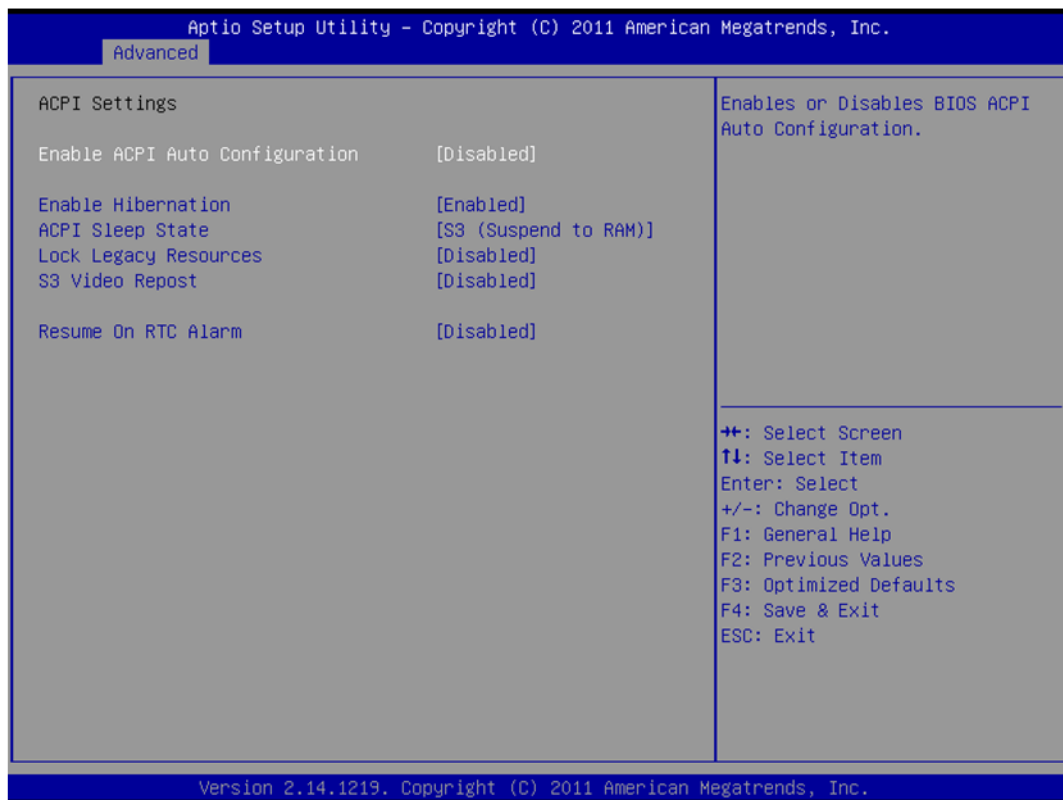 Aptio Setup Utility – Copyright (C) 2011 American Megatrends, Inc.
Advanced
ACPI Settings
Enable ACPI Auto Configuration [Disabled]
Enable Hibernation [Enabled]
ACPI Sleep State [S3 (Suspend to RAM)]
Lock Legacy Resources [Disabled]
S3 Video Repost [Disabled]
Resume On RTC Alarm [Disabled]
Enables or Disables BIOS ACPI
Auto Configuration.
→←: Select Screen
↑↓: Select Item
Enter: Select
+/-: Change Opt.
F1: General Help
F2: Previous Values
F3: Optimized Defaults
F4: Save & Exit
ESC: Exit
Version 2.14.1219. Copyright (C) 2011 American Megatrends, Inc.